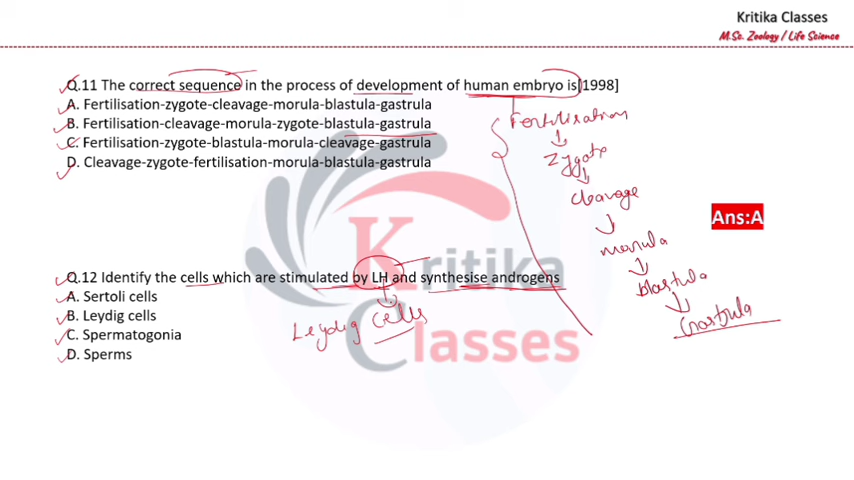 Kritika Classes
M.Sc. Zoology / Life Science
Q.11 The correct sequence in the process of development of human embryo is[1998]
A. Fertilisation-zygote-cleavage-morula-blastula-gastrula
B. Fertilisation-cleavage-morula-zygote-blastula-gastrula
C. Fertilisation-zygote-blastula-morula-cleavage-gastrula
D. Cleavage-zygote-fertilisation-morula-blastula-gastrula
Fertilisation
Zygote
Cleavage
morula
blastula
Gastrula
Ans:A
Kritika
Classes
Q.12 Identify the cells which are stimulated by LH and synthesise androgens
A. Sertoli cells
B. Leydig cells
C. Spermatogonia
D. Sperms
Leydig cells